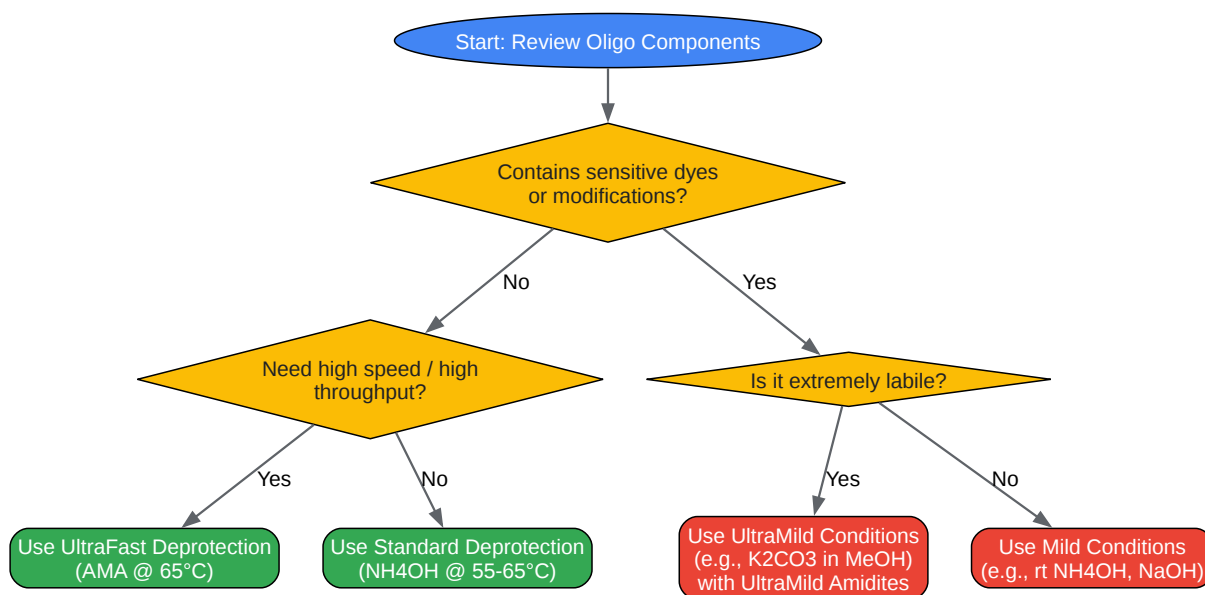 Start: Review Oligo Components
Contains sensitive dyes
or modifications?
No
Yes
Need high speed / high
throughput?
Is it extremely labile?
Yes
No
Yes
No
Use UltraFast Deprotection
(AMA @ 65°C)
Use Standard Deprotection
(NH4OH @ 55-65°C)
Use UltraMild Conditions
(e.g., K2CO3 in MeOH)
with UltraMild Amidites
Use Mild Conditions
(e.g., rt NH4OH, NaOH)